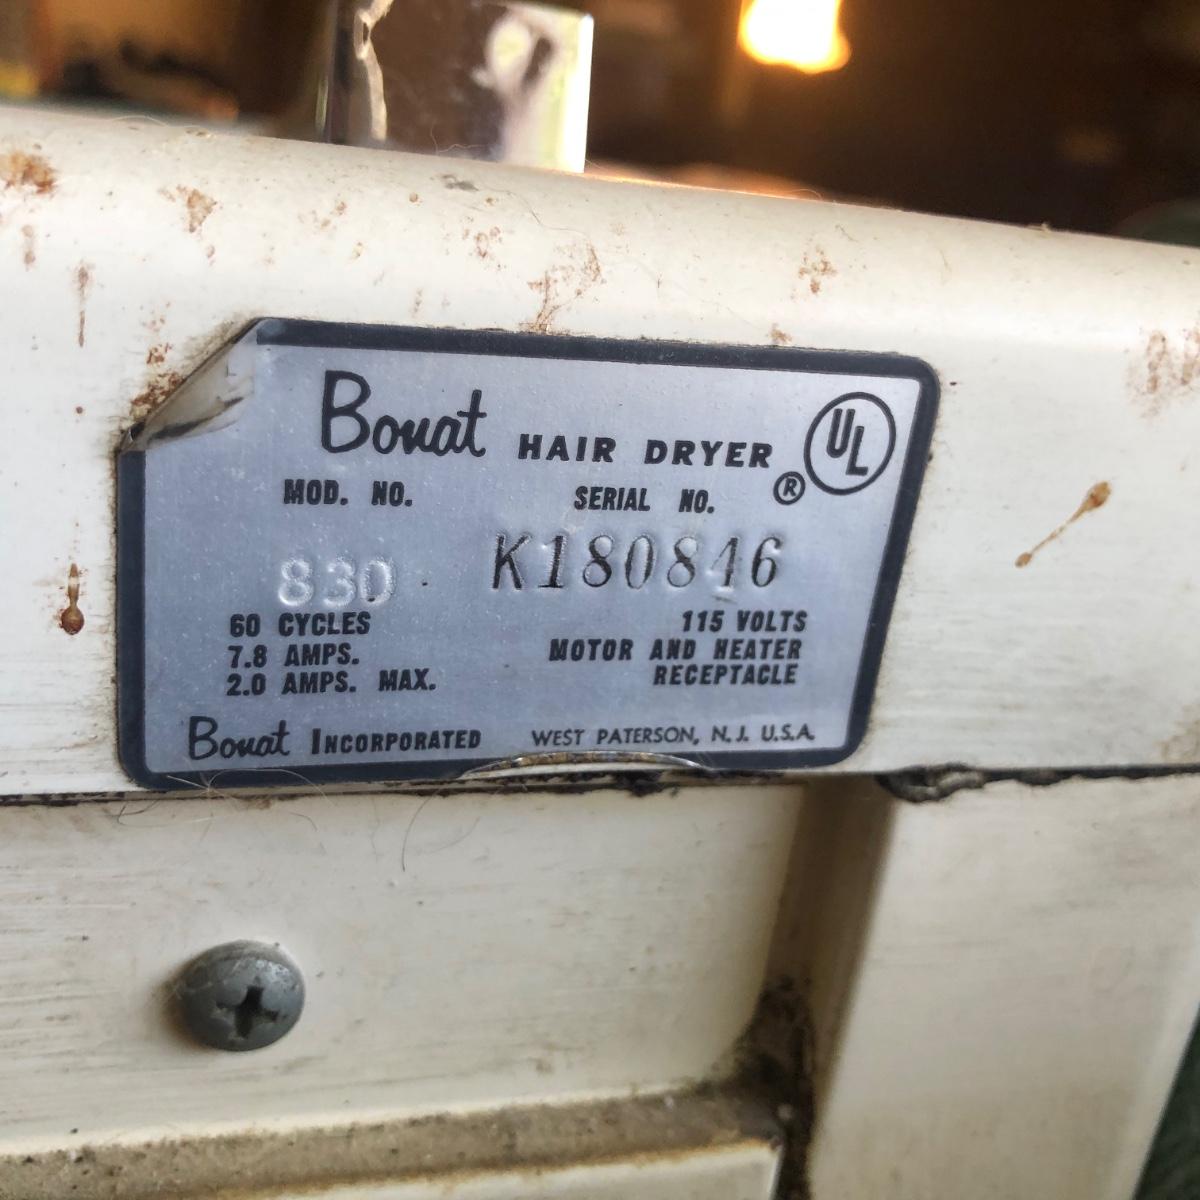 Bonat HAIR DRYER ® UL
MOD. NO. SERIAL NO.
830 K180846
60 CYCLES 115 VOLTS
7.8 AMPS. MOTOR AND HEATER
2.0 AMPS. MAX. RECEPTACLE
Bonat INCORPORATED WEST PATERSON, N.J. U.S.A.